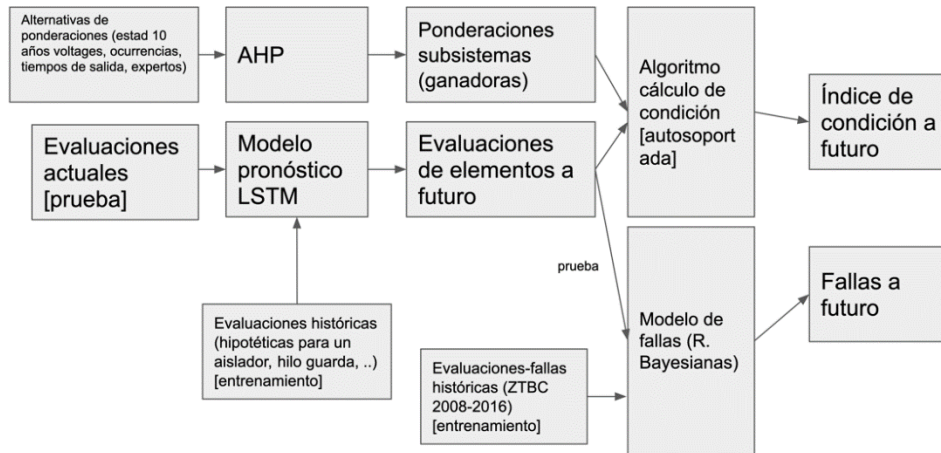 Alternativas de
ponderaciones (estad 10
años voltages, ocurrencias,
tiempos de salida, expertos)
AHP
Ponderaciones
subsistemas
(ganadoras)
Algoritmo
cálculo de
condición
[autosoport
ada]
Índice de
condición a
futuro
Evaluaciones
actuales
[prueba]
Modelo
pronóstico
LSTM
Evaluaciones
de elementos a
futuro
prueba
Evaluaciones históricas
(hipotéticas para un
aislador, hilo guarda, ..)
[entrenamiento]
Evaluaciones-fallas
históricas (ZTBC
2008-2016)
[entrenamiento]
Modelo de
fallas (R.
Bayesianas)
Fallas a
futuro